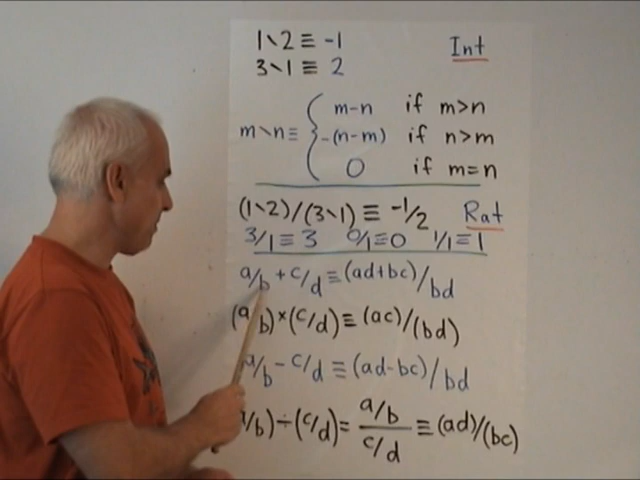 1∖2 ≡ -1 Int
3∖1 ≡ 2
m∖n ≡ { m-n if m>n
-(n-m) if n>m
0 if m=n
(1∖2)/(3∖1) ≡ -1/2 Rat
3/1 ≡ 3 0/1 ≡ 0 1/1 ≡ 1
a/b + c/d ≡ (ad+bc)/bd
(a/b)×(c/d) ≡ (ac)/(bd)
a/b - c/d ≡ (ad-bc)/bd
a/b) ÷ (c/d) = a/b / c/d ≡ (ad)/(bc)